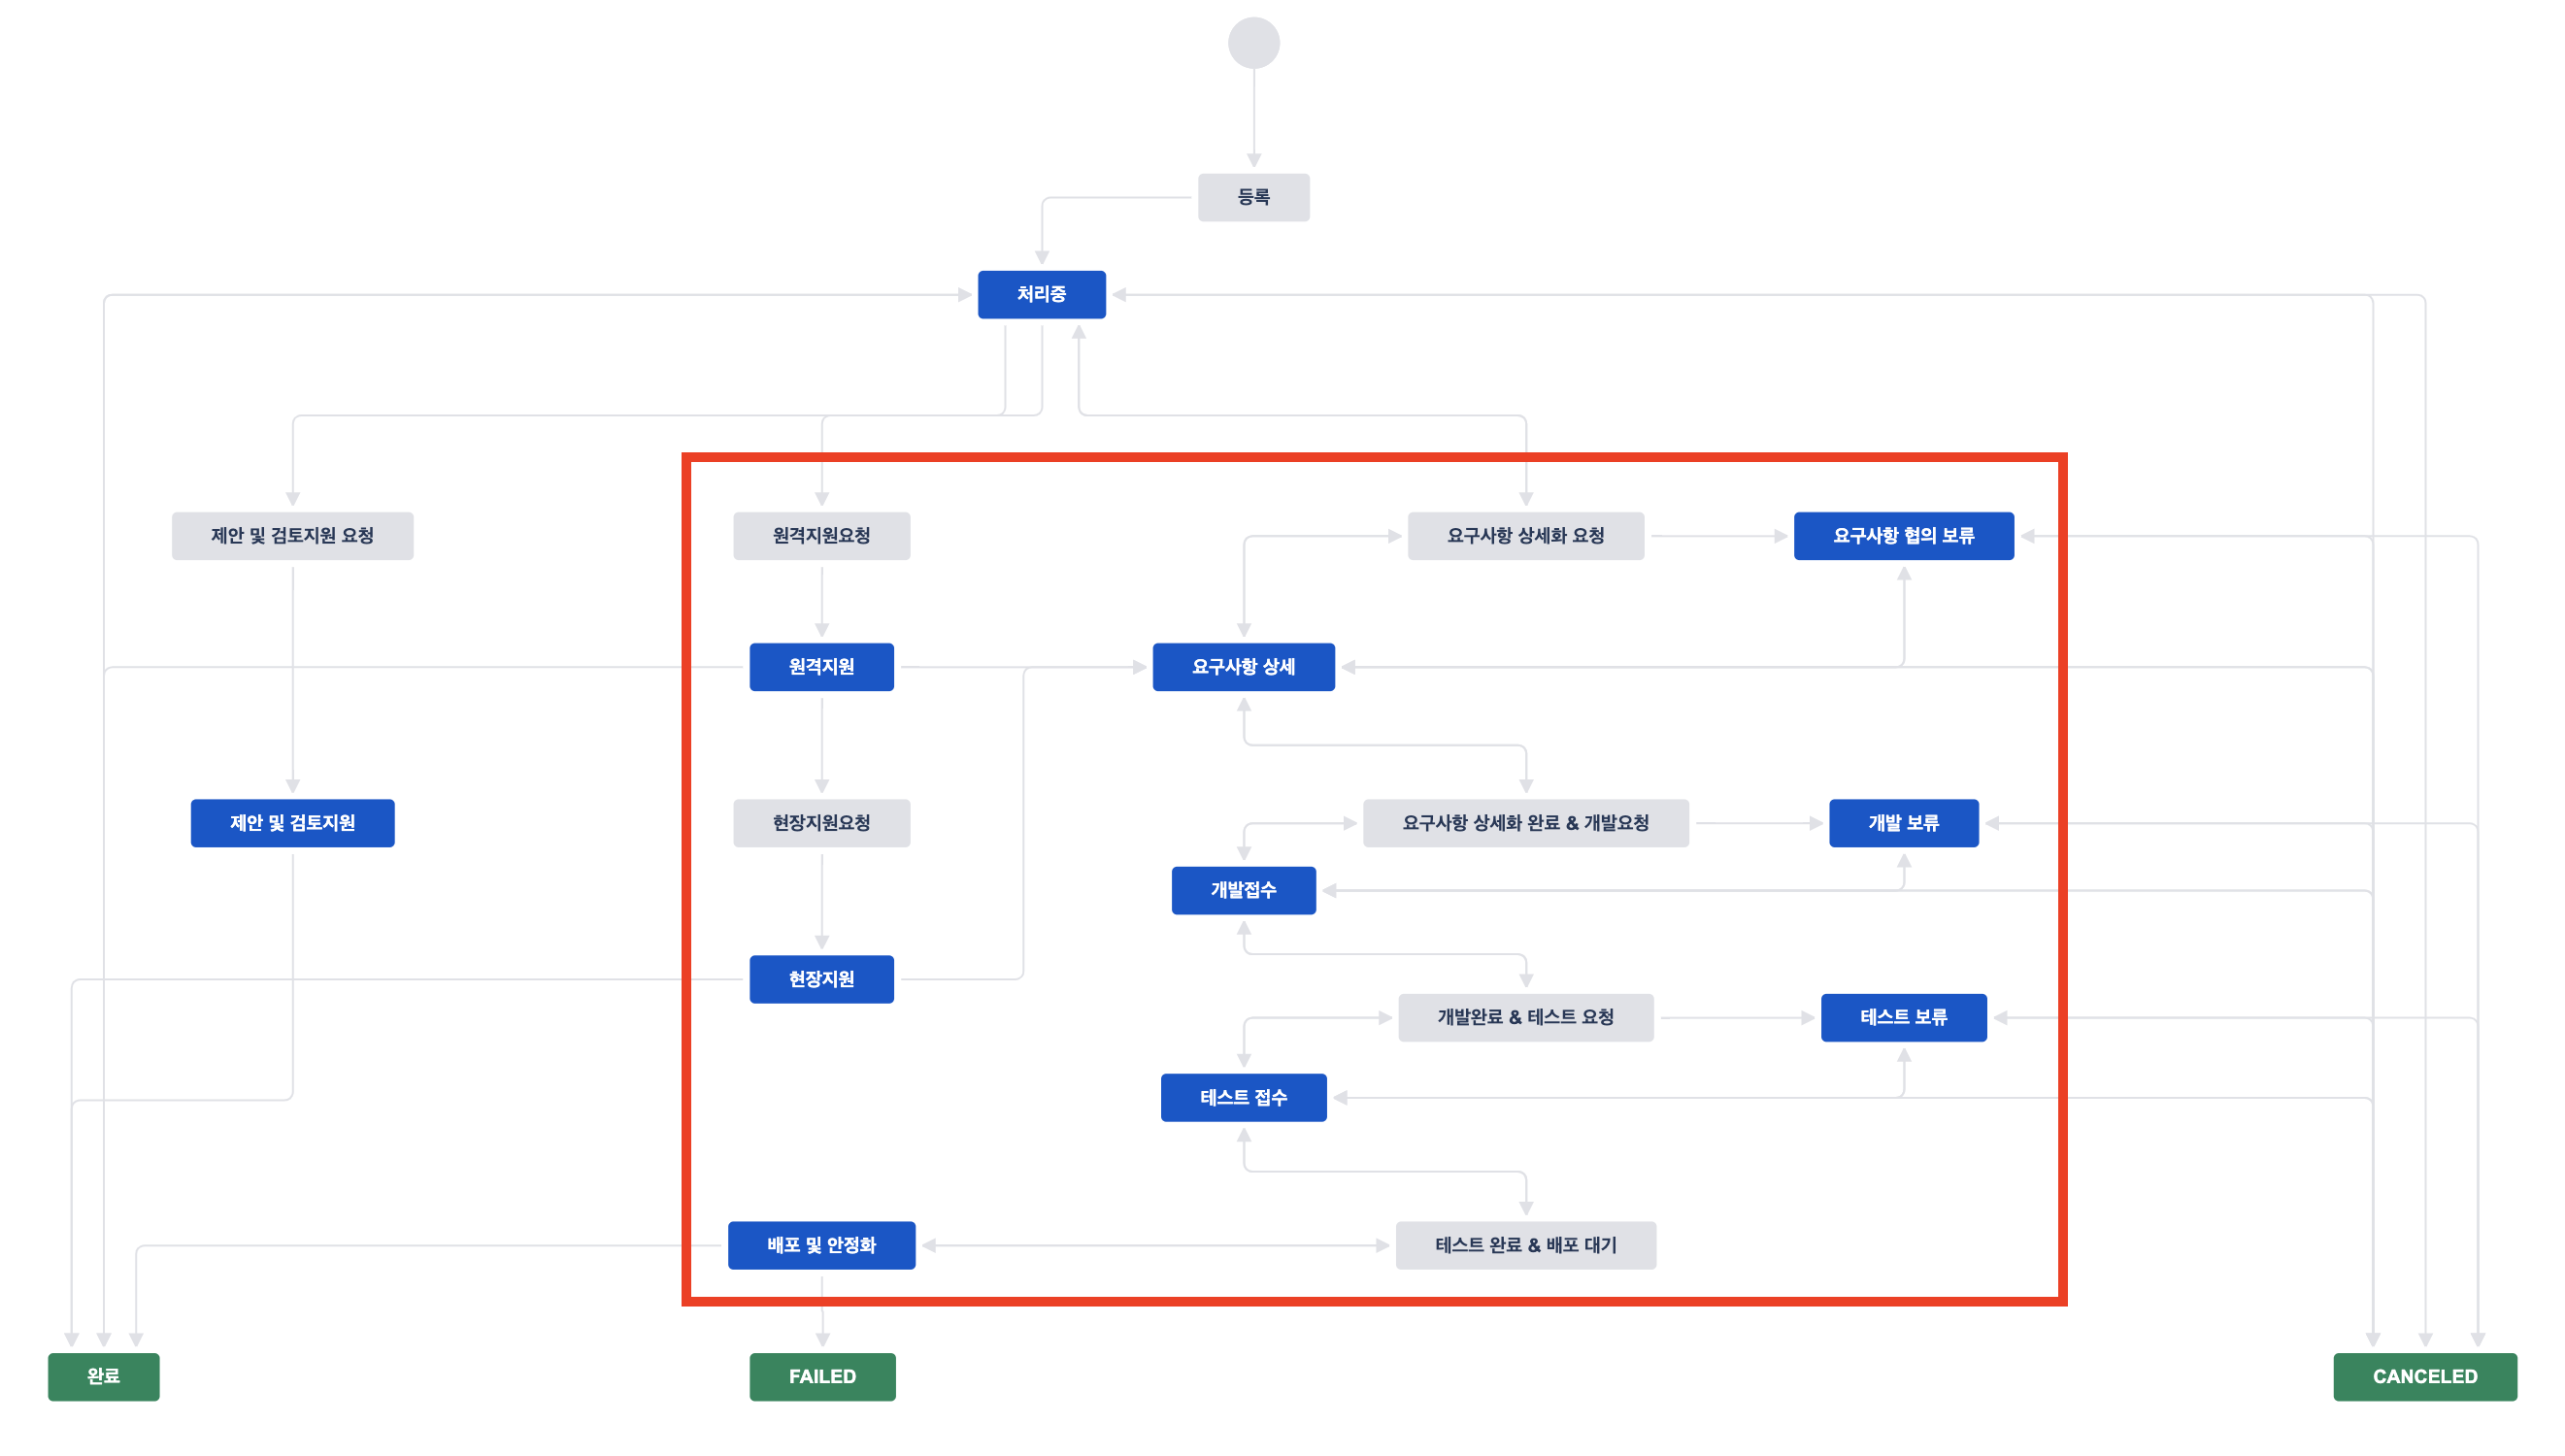 등록
처리중
제안 및 검토지원 요청
원격지원요청
요구사항 상세화 요청
요구사항 협의 보류
원격지원
요구사항 상세
제안 및 검토지원
현장지원요청
요구사항 상세화 완료 & 개발요청
개발 보류
개발접수
현장지원
개발완료 & 테스트 요청
테스트 보류
테스트 접수
배포 및 안정화
테스트 완료 & 배포 대기
완료
FAILED
CANCELED